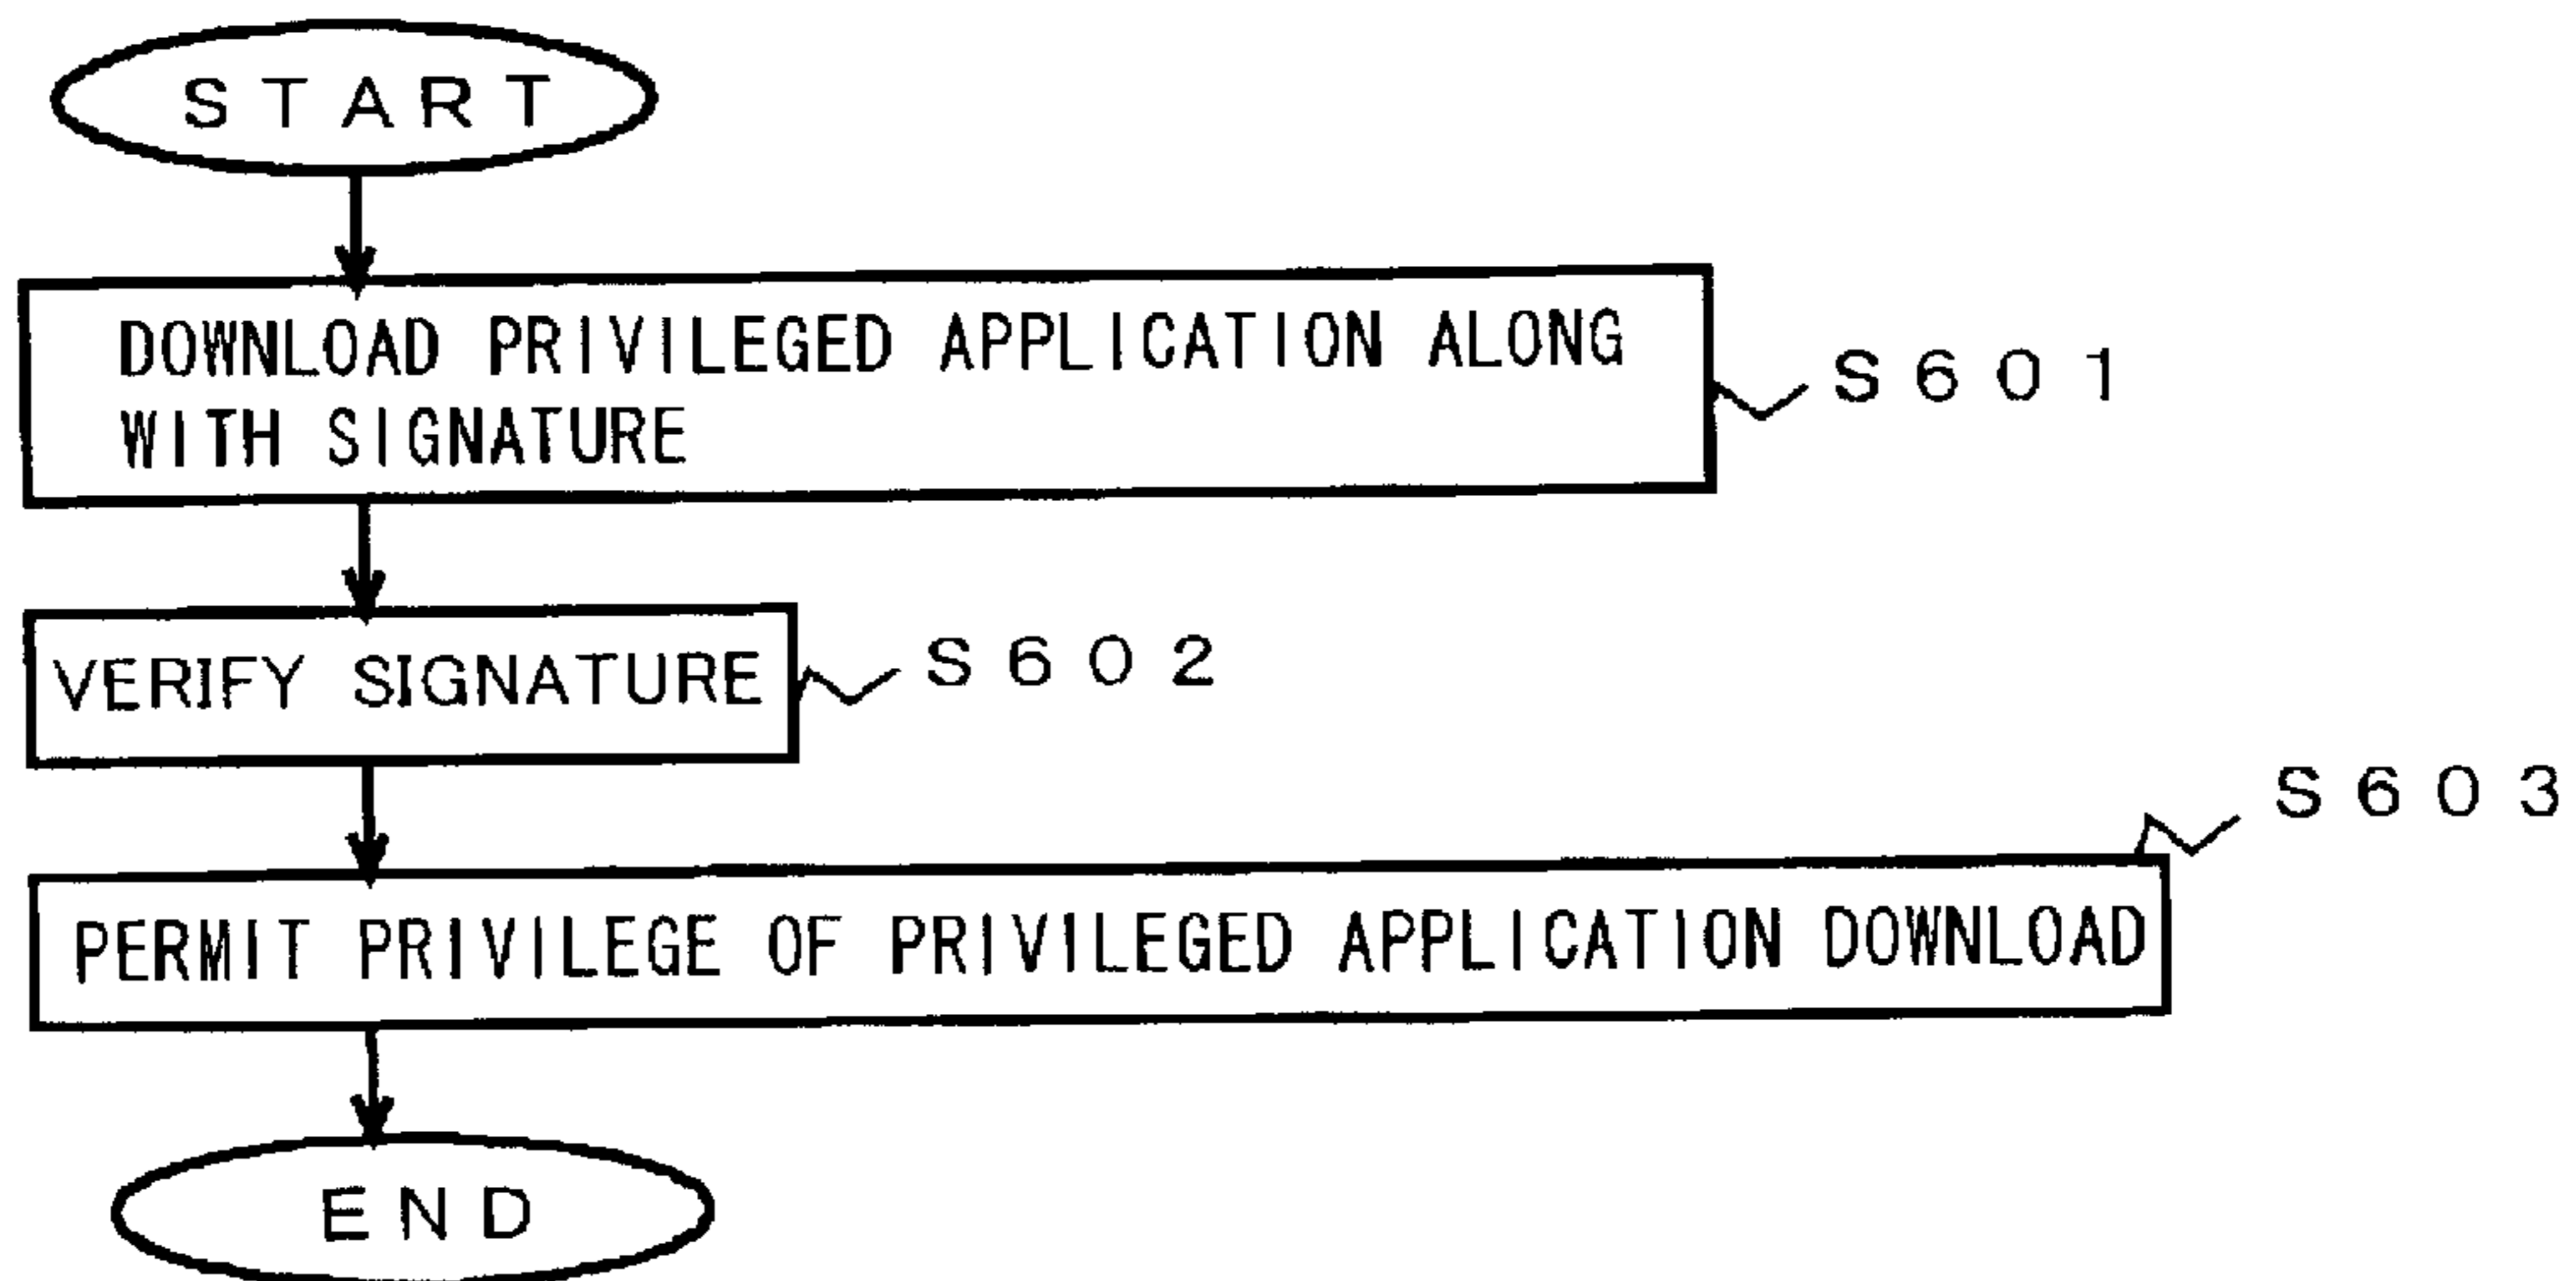 START
DOWNLOAD PRIVILEGED APPLICATION ALONG
WITH SIGNATURE
S601
VERIFY SIGNATURE
S602
S603
PERMIT PRIVILEGE OF PRIVILEGED APPLICATION DOWNLOAD
END